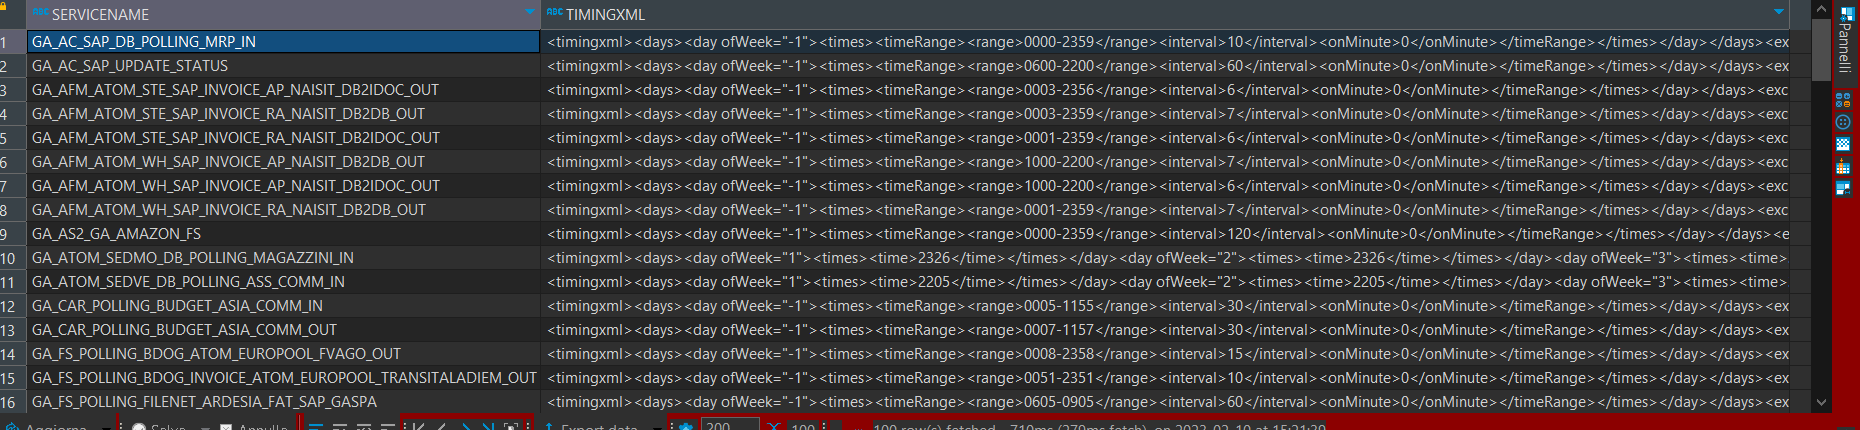 SERVICENAME TIMINGXML
1 GA_AC_SAP_DB_POLLING_MRP_IN <timingxml><days><day ofWeek="-1"><times><timeRange><range>0000-2359</range><interval>10</interval><onMinute>0</onMinute></timeRange></times></day></days><ex
2 GA_AC_SAP_UPDATE_STATUS <timingxml><days><day ofWeek="-1"><times><timeRange><range>0600-2200</range><interval>60</interval><onMinute>0</onMinute></timeRange></times></day></days><ex
3 GA_AFM_ATOM_STE_SAP_INVOICE_AP_NAISIT_DB2IDOC_OUT <timingxml><days><day ofWeek="-1"><times><timeRange><range>0003-2356</range><interval>6</interval><onMinute>0</onMinute></timeRange></times></day></days><exc
4 GA_AFM_ATOM_STE_SAP_INVOICE_RA_NAISIT_DB2DB_OUT <timingxml><days><day ofWeek="-1"><times><timeRange><range>0003-2359</range><interval>7</interval><onMinute>0</onMinute></timeRange></times></day></days><exc
5 GA_AFM_ATOM_STE_SAP_INVOICE_RA_NAISIT_DB2IDOC_OUT <timingxml><days><day ofWeek="-1"><times><timeRange><range>0001-2359</range><interval>6</interval><onMinute>0</onMinute></timeRange></times></day></days><exc
6 GA_AFM_ATOM_WH_SAP_INVOICE_AP_NAISIT_DB2DB_OUT <timingxml><days><day ofWeek="-1"><times><timeRange><range>1000-2200</range><interval>7</interval><onMinute>0</onMinute></timeRange></times></day></days><exc
7 GA_AFM_ATOM_WH_SAP_INVOICE_AP_NAISIT_DB2IDOC_OUT <timingxml><days><day ofWeek="-1"><times><timeRange><range>1000-2200</range><interval>6</interval><onMinute>0</onMinute></timeRange></times></day></days><exc
8 GA_AFM_ATOM_WH_SAP_INVOICE_RA_NAISIT_DB2DB_OUT <timingxml><days><day ofWeek="-1"><times><timeRange><range>0001-2359</range><interval>7</interval><onMinute>0</onMinute></timeRange></times></day></days><exc
9 GA_AS2_GA_AMAZON_FS <timingxml><days><day ofWeek="-1"><times><timeRange><range>0000-2359</range><interval>120</interval><onMinute>0</onMinute></timeRange></times></day></days><e
10 GA_ATOM_SEDMO_DB_POLLING_MAGAZZINI_IN <timingxml><days><day ofWeek="1"><times><time>2326</time></times></day><day ofWeek="2"><times><time>2326</time></times></day><day ofWeek="3"><times><time>
11 GA_ATOM_SEDVE_DB_POLLING_ASS_COMM_IN <timingxml><days><day ofWeek="1"><times><time>2205</time></times></day><day ofWeek="2"><times><time>2205</time></times></day><day ofWeek="3"><times><time>
12 GA_CAR_POLLING_BUDGET_ASIA_COMM_IN <timingxml><days><day ofWeek="-1"><times><timeRange><range>0005-1155</range><interval>30</interval><onMinute>0</onMinute></timeRange></times></day></days><ex
13 GA_CAR_POLLING_BUDGET_ASIA_COMM_OUT <timingxml><days><day ofWeek="-1"><times><timeRange><range>0007-1157</range><interval>30</interval><onMinute>0</onMinute></timeRange></times></day></days><ex
14 GA_FS_POLLING_BDOG_ATOM_EUROPOOL_FVAGO_OUT <timingxml><days><day ofWeek="-1"><times><timeRange><range>0008-2358</range><interval>15</interval><onMinute>0</onMinute></timeRange></times></day></days><ex
15 GA_FS_POLLING_BDOG_INVOICE_ATOM_EUROPOOL_TRANSITALADIEM_OUT <timingxml><days><day ofWeek="-1"><times><timeRange><range>0051-2351</range><interval>10</interval><onMinute>0</onMinute></timeRange></times></day></days><ex
16 GA_FS_POLLING_FILENET_ARDESIA_FAT_SAP_GASPA <timingxml><days><day ofWeek="-1"><times><timeRange><range>0605-0905</range><interval>60</interval><onMinute>0</onMinute></timeRange></times></day></days><ex
Pannelli
Aggiorna Salva Annulla Export data 200 100 100 row(s) fetched - 710ms (270ms fetch), on 2023-02-10 at 15:21:39